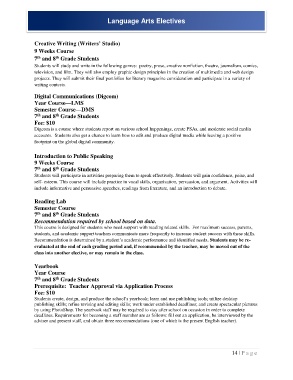 Language Arts Electives
Creative Writing (Writers' Studio)
9 Weeks Course
7th and 8th Grade Students
Students will study and write in the following genres: poetry, prose, creative nonfiction, theatre, journalism, comics,
television, and film. They will also employ graphic design principles in the creation of multimedia and web design
projects. They will submit their final portfolios for literary magazine consideration and participate in a variety of
writing contests.
Digital Communications (Digcom)
Year Course—LMS
Semester Course—DMS
7th and 8th Grade Students
Fee: $10
Digcom is a course where students report on various school happenings, create PSAs, and moderate social media
accounts. Students also get a chance to learn how to edit and produce digital media while leaving a positive
footprint on the global digital community.
Introduction to Public Speaking
9 Weeks Course
7th and 8th Grade Students
Students will participate in activities preparing them to speak effectively. Students will gain confidence, poise, and
self-esteem. This course will include practice in vocal skills, organization, persuasion, and argument. Activities will
include informative and persuasive speeches, readings from literature, and an introduction to debate.
Reading Lab
Semester Course
7th and 8th Grade Students
Recommendation required by school based on data.
This course is designed for students who need support with reading related skills. For maximum success, parents,
students, and academic support teachers communicate more frequently to increase student success with these skills.
Recommendation is determined by a student's academic performance and identified needs. Students may be re-
evaluated at the end of each grading period and, if recommended by the teacher, may be moved out of the
class into another elective, or may remain in the class.
Yearbook
Year Course
7th and 8th Grade Students
Prerequisite: Teacher Approval via Application Process
Fee: $10
Students create, design, and produce the school's yearbook; learn and use publishing tools; utilize desktop
publishing skills; refine revising and editing skills; work under established deadlines; and create spectacular pictures
by using PhotoShop. The yearbook staff may be required to stay after school on occasion in order to complete
deadlines. Requirements for becoming a staff member are as follows: fill out an application, be interviewed by the
advisor and present staff, and obtain three recommendations (one of which is the present English teacher).
14 | Page